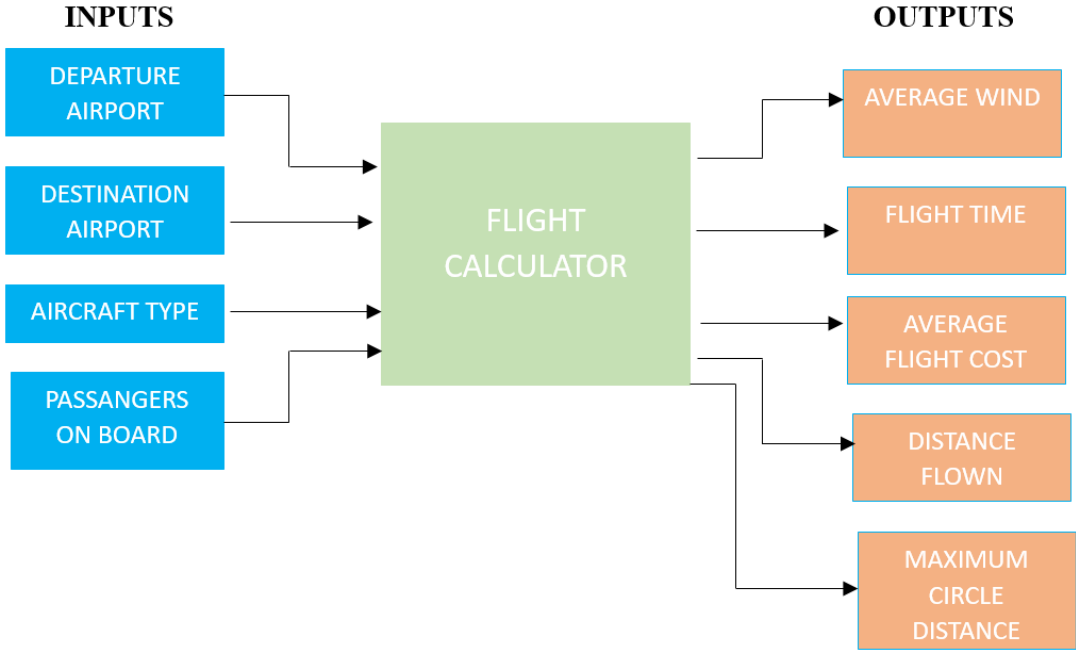 INPUTS
OUTPUTS
DEPARTURE
AIRPORT
DESTINATION
AIRPORT
AIRCRAFT TYPE
PASSANGERS
ON BOARD
FLIGHT
CALCULATOR
AVERAGE WIND
FLIGHT TIME
AVERAGE
FLIGHT COST
DISTANCE
FLOWN
MAXIMUM
CIRCLE
DISTANCE